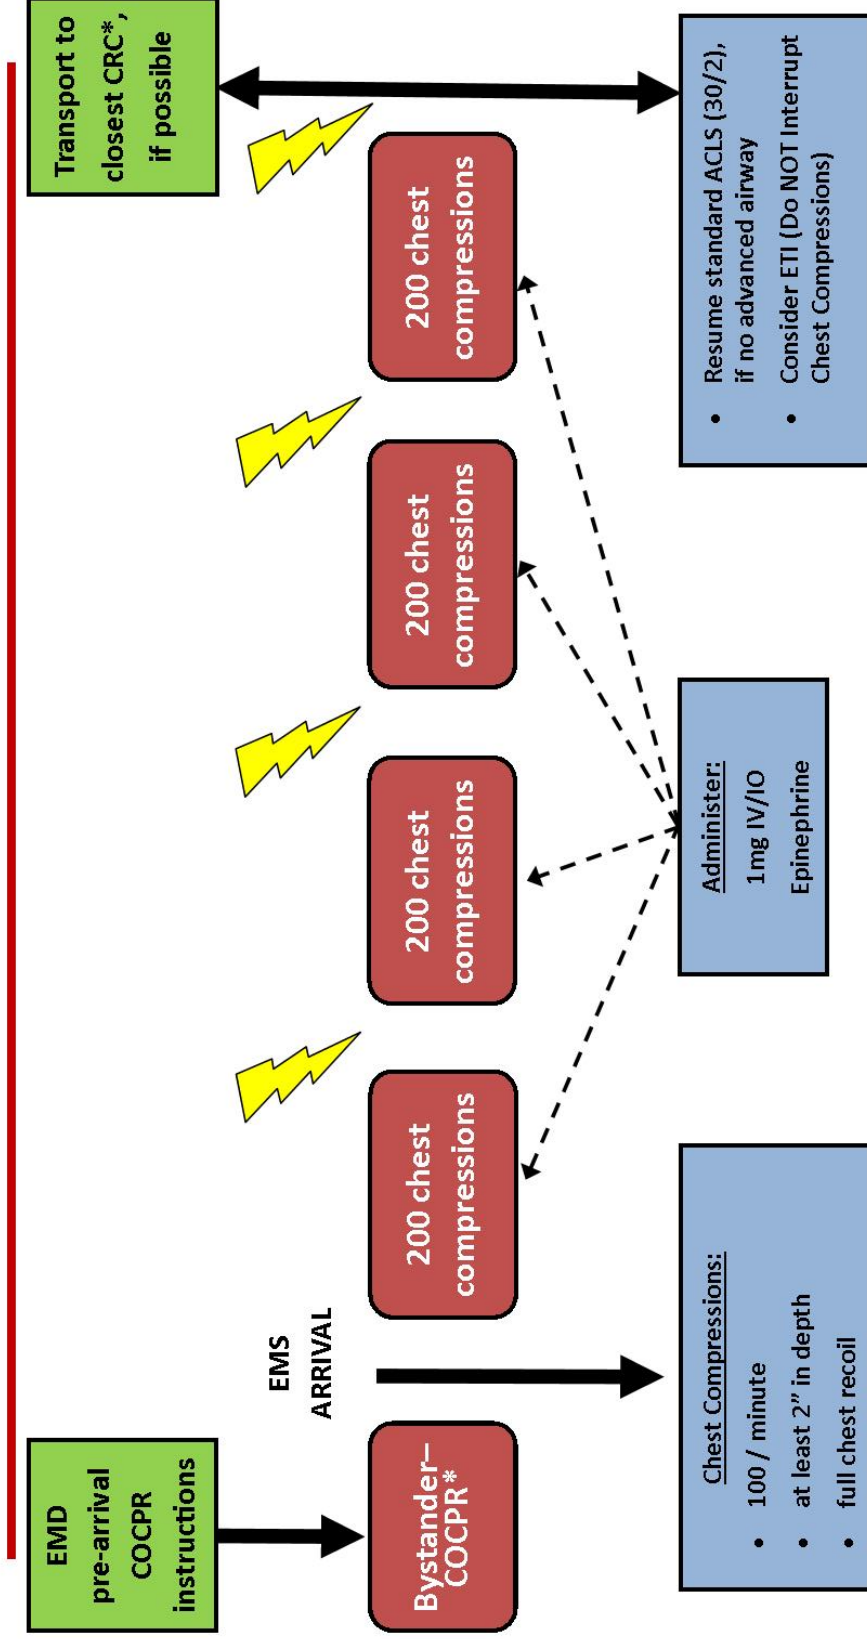 EMD
pre-arrival
COCPR
instructions
Transport to
closest CRC*,
if possible
EMS
ARRIVAL
Bystander–
COCPR*
200 chest
compressions
200 chest
compressions
200 chest
compressions
200 chest
compressions
Chest Compressions:
• 100 / minute
• at least 2” in depth
• full chest recoil
Administer:
1mg IV/IO
Epinephrine
• Resume standard ACLS (30/2),
if no advanced airway
• Consider ETI (Do NOT Interrupt
Chest Compressions)